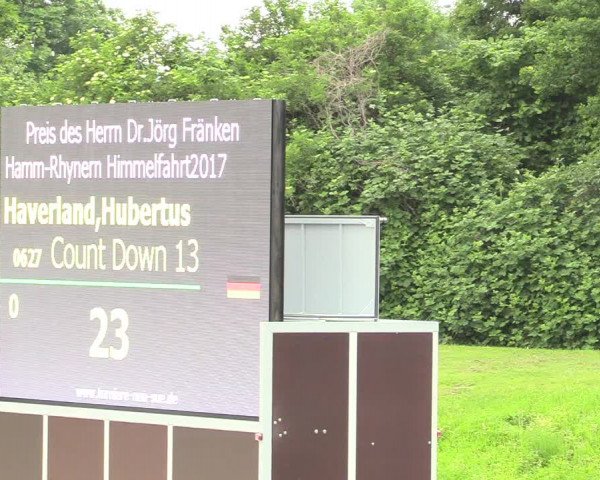 Preis des Herrn Dr.Jörg Fränken
Hamm-Rhynern Himmelfahrt2017
Haverland,Hubertus
0627 Count Down 13
0
23